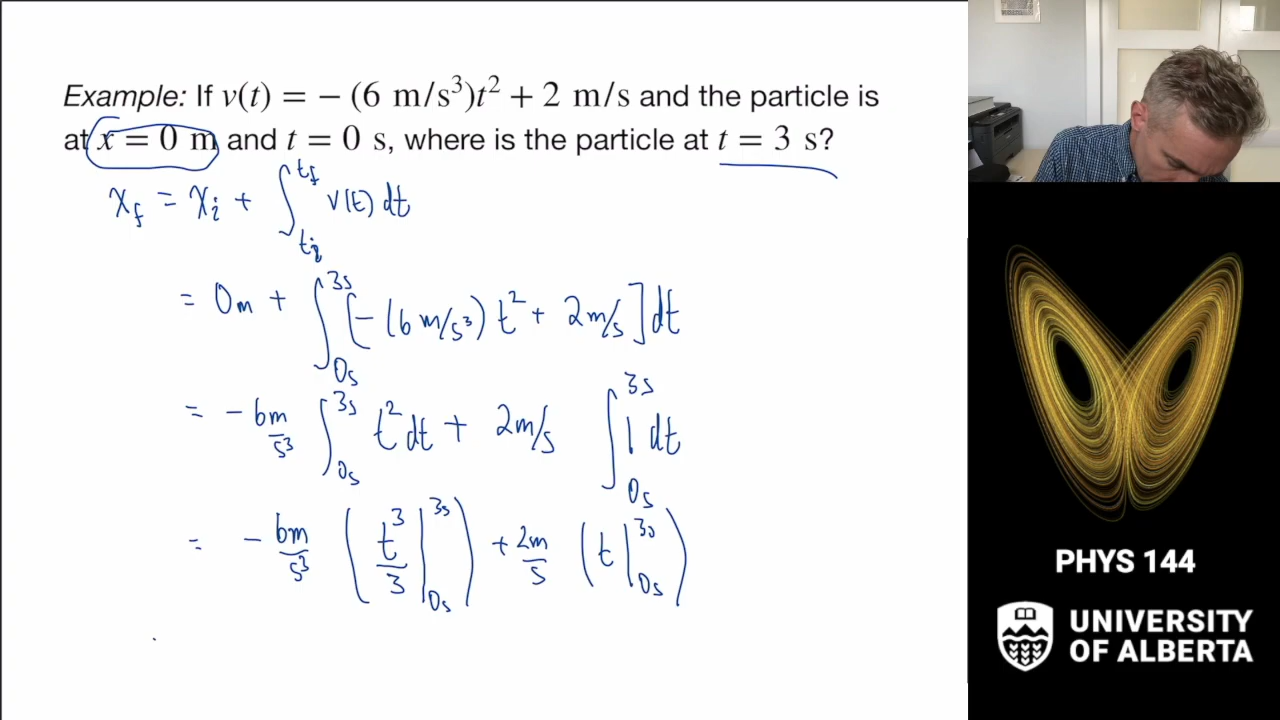 Example: If v(t) = − (6 m/s³)t² + 2 m/s and the particle is
at x = 0 m and t = 0 s, where is the particle at t = 3 s?
x_f = x_i + ∫_{t_i}^{t_f} v(t) dt
= 0m + ∫_{0s}^{3s} [−(6 m/s³) t² + 2m/s] dt
= −6m/s³ ∫_{0s}^{3s} t² dt + 2m/s ∫_{0s}^{3s} 1 dt
= −6m/s³ (t³/3 |_{0s}^{3s}) + 2m/s (t |_{0s}^{3s})
PHYS 144
UNIVERSITY
OF ALBERTA